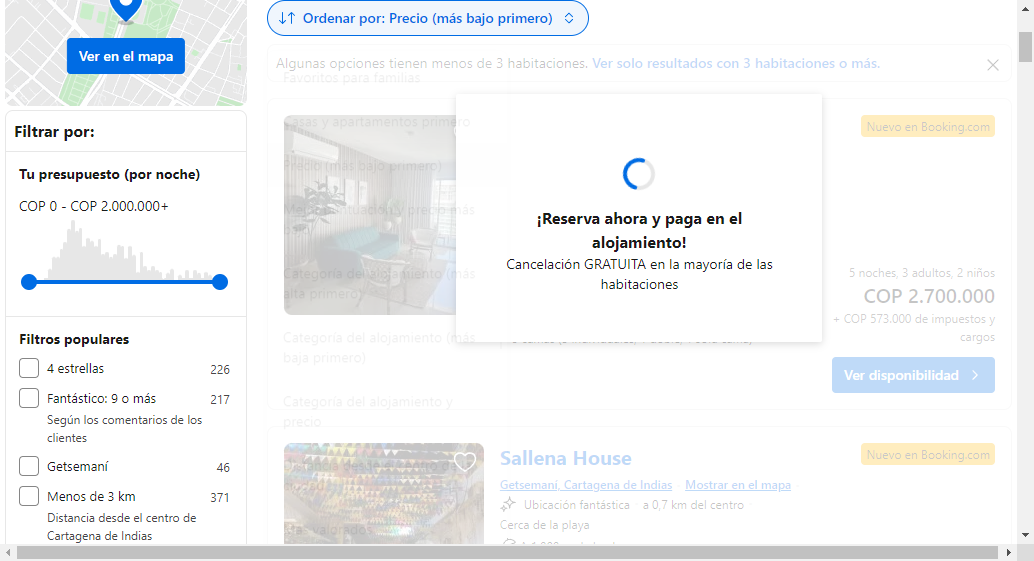 Ordenar por: Precio (más bajo primero)
Ver en el mapa
Algunas opciones tienen menos de 3 habitaciones. Ver solo resultados con 3 habitaciones o más.
Favoritos para familias
Filtrar por:
Casas y apartamentos primero
Nuevo en Booking.com
Precio (más bajo primero)
Tu presupuesto (por noche)
COP 0 - COP 2.000.000+
Mejor puntuación y precio más
¡Reserva ahora y paga en el
alojamiento!
Cancelación GRATUITA en la mayoría de las
habitaciones
Categoría del alojamiento (más
alta primero)
5 noches, 3 adultos, 2 niños
COP 2.700.000
+ COP 573.000 de impuestos y
cargos
Categoría del alojamiento (más
baja primero)
Ver disponibilidad
Filtros populares
4 estrellas 226
Fantástico: 9 o más 217
Según los comentarios de los
clientes
Getsemaní 46
Menos de 3 km 371
Distancia desde el centro de
Cartagena de Indias
Categoría del alojamiento y
precio
Sallena House
Nuevo en Booking.com
Getsemaní, Cartagena de Indias Mostrar en el mapa
Ubicación fantástica a 0,7 km del centro
Cerca de la playa